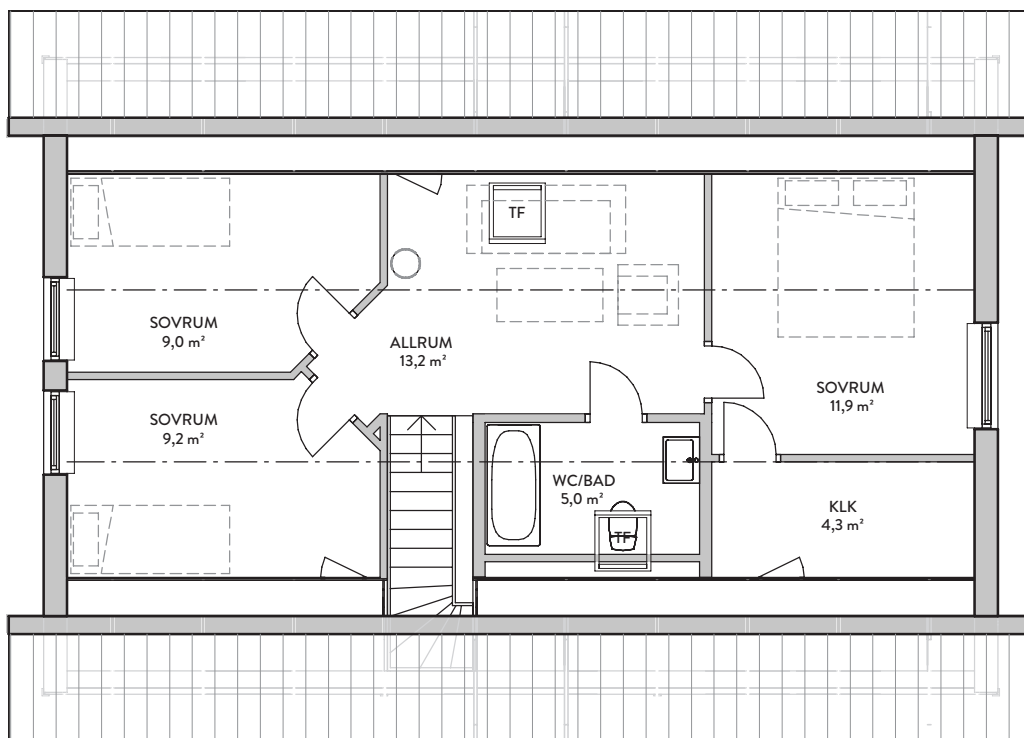 TF
SOVRUM
9,0 m²
ALLRUM
13,2 m²
SOVRUM
11,9 m²
SOVRUM
9,2 m²
WC/BAD
5,0 m²
TF
KLK
4,3 m²